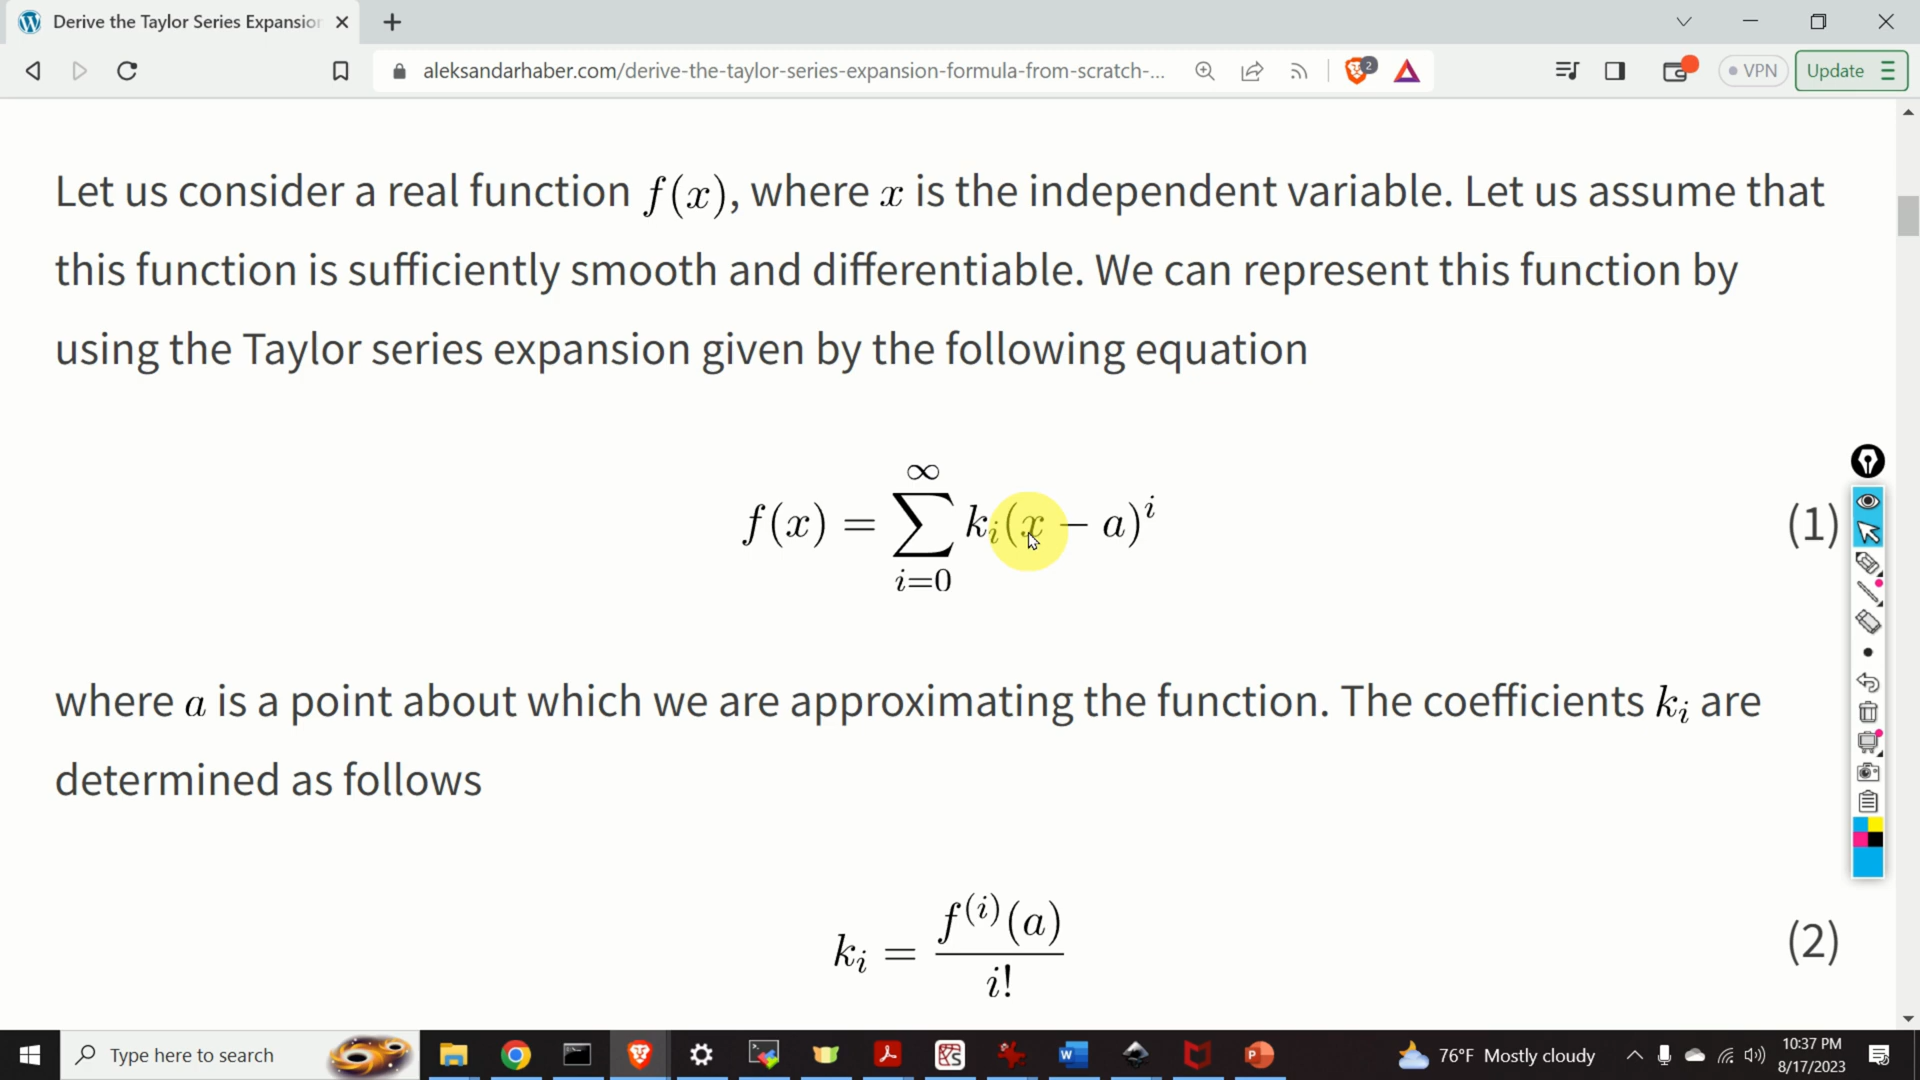 Derive the Taylor Series Expansion
aleksandarhaber.com/derive-the-taylor-series-expansion-formula-from-scratch-...
2
VPN
Update
Let us consider a real function f(x), where x is the independent variable. Let us assume that
this function is sufficiently smooth and differentiable. We can represent this function by
using the Taylor series expansion given by the following equation
f(x) = ∑_{i=0}^{∞} k_i(x − a)^i (1)
where a is a point about which we are approximating the function. The coefficients k_i are
determined as follows
k_i = f^{(i)}(a) / i! (2)
Type here to search
76°F Mostly cloudy
10:37 PM
8/17/2023